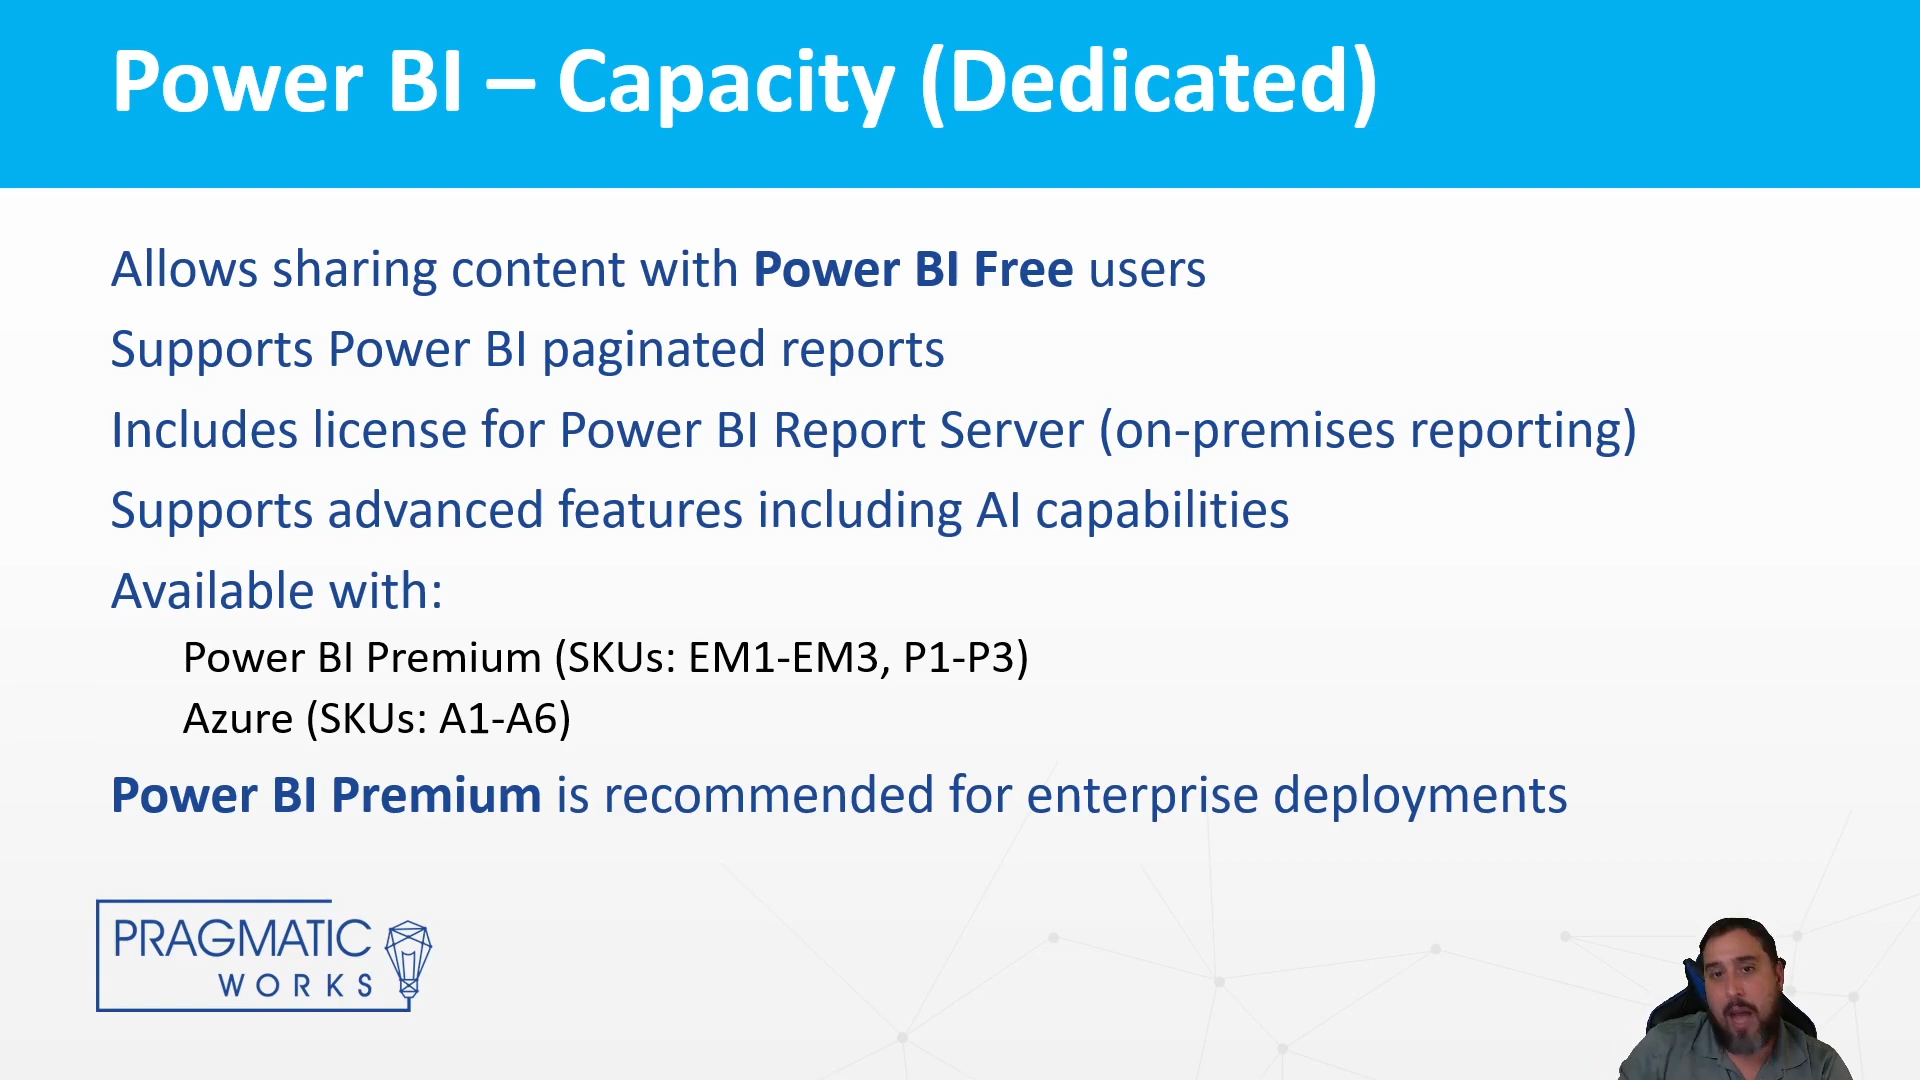 Power BI – Capacity (Dedicated)
Allows sharing content with Power BI Free users
Supports Power BI paginated reports
Includes license for Power BI Report Server (on-premises reporting)
Supports advanced features including AI capabilities
Available with:
Power BI Premium (SKUs: EM1-EM3, P1-P3)
Azure (SKUs: A1-A6)
Power BI Premium is recommended for enterprise deployments
PRAGMATIC
WORKS